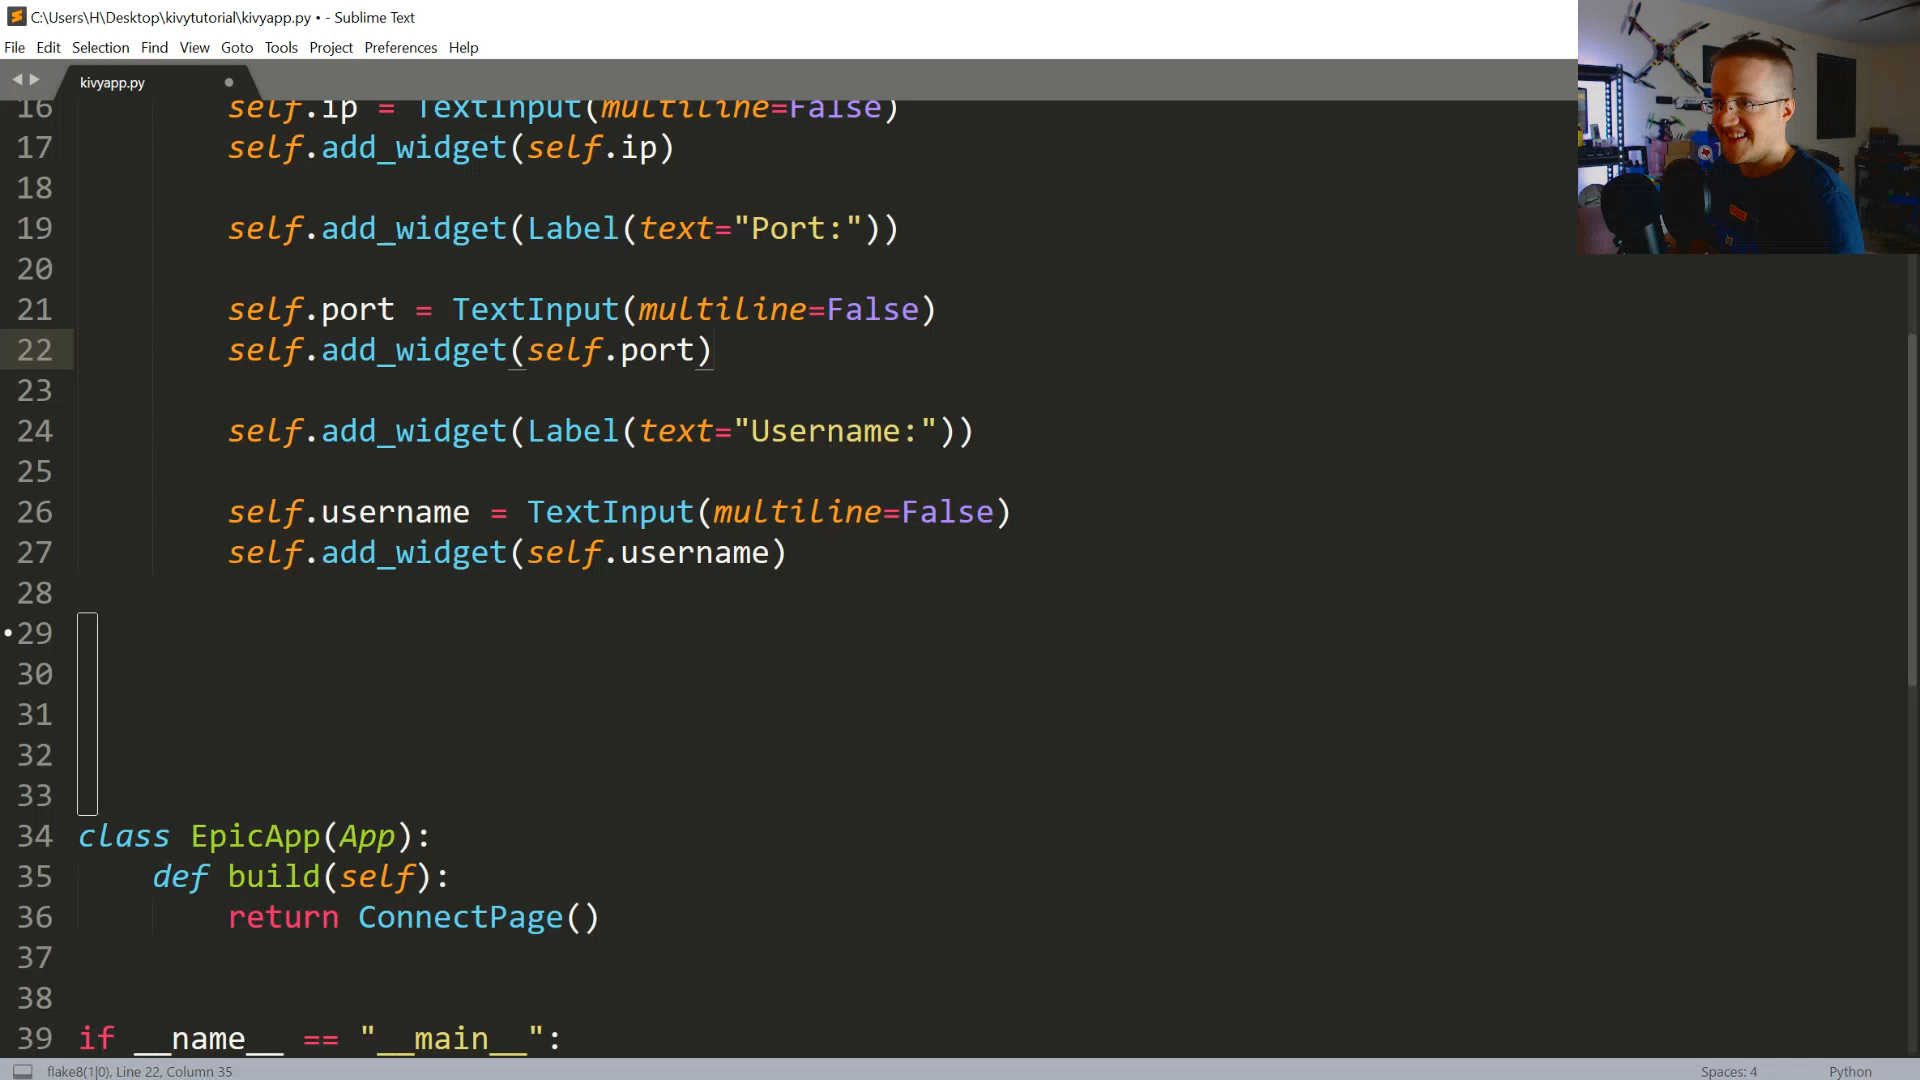 C:\Users\H\Desktop\kivytutorial\kivyapp.py • - Sublime Text
File Edit Selection Find View Goto Tools Project Preferences Help
kivyapp.py
16 self.ip = TextInput(multiline=False)
17 self.add_widget(self.ip)
18
19 self.add_widget(Label(text="Port:"))
20
21 self.port = TextInput(multiline=False)
22 self.add_widget(self.port)
23
24 self.add_widget(Label(text="Username:"))
25
26 self.username = TextInput(multiline=False)
27 self.add_widget(self.username)
28
29
30
31
32
33
34 class EpicApp(App):
35 def build(self):
36 return ConnectPage()
37
38
39 if __name__ == "__main__":
flake8(1|0), Line 22, Column 35 Spaces: 4 Python